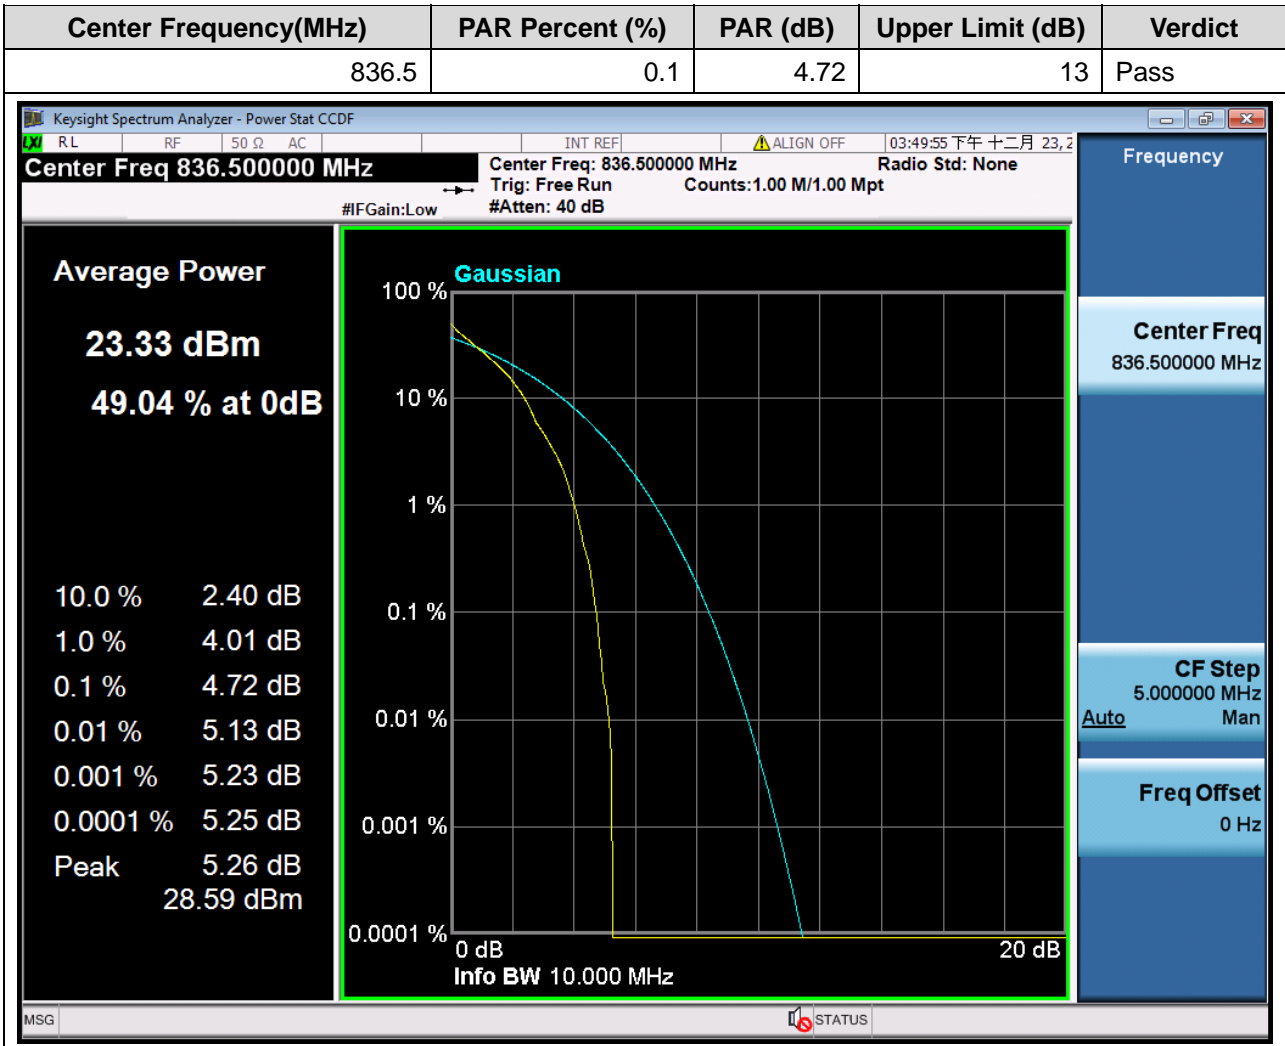 Center Frequency(MHz) PAR Percent (%) PAR (dB) Upper Limit (dB) Verdict
836.5 0.1 4.72 13 Pass
Keysight Spectrum Analyzer - Power Stat CCDF
LXI RL RF 50 Ω AC INT REF ALIGN OFF 03:49:55 下午 十二月 23, 2
Center Freq 836.500000 MHz
Center Freq: 836.500000 MHz Radio Std: None
Trig: Free Run Counts:1.00 M/1.00 Mpt
#IFGain:Low #Atten: 40 dB
Frequency
Average Power
23.33 dBm
49.04 % at 0dB
10.0 % 2.40 dB
1.0 % 4.01 dB
0.1 % 4.72 dB
0.01 % 5.13 dB
0.001 % 5.23 dB
0.0001 % 5.25 dB
Peak 5.26 dB
28.59 dBm
Gaussian
100 %
10 %
1 %
0.1 %
0.01 %
0.001 %
0.0001 %
0 dB 20 dB
Info BW 10.000 MHz
Center Freq
836.500000 MHz
CF Step
5.000000 MHz
Auto Man
Freq Offset
0 Hz
MSG STATUS